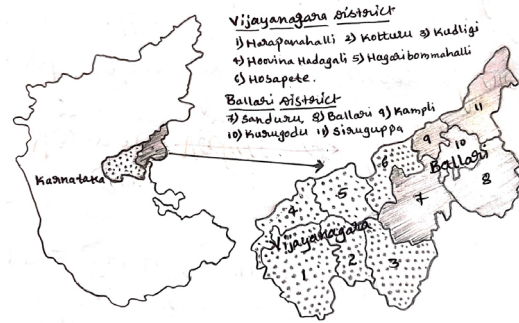 Vijayanagara District
1) Harapanahalli 2) Kotturu 3) Kudligi
4) Hoovina Hadagali 5) Hagaribommahalli
6) Hosapete.
Ballari District
7) Sanduru 8) Ballari 9) Kampli
10) Kurugodu 11) Siruguppa
Karnataka
11
9
10
Ballari
8
6
7
5
4
Vijayanagara
1
2
3